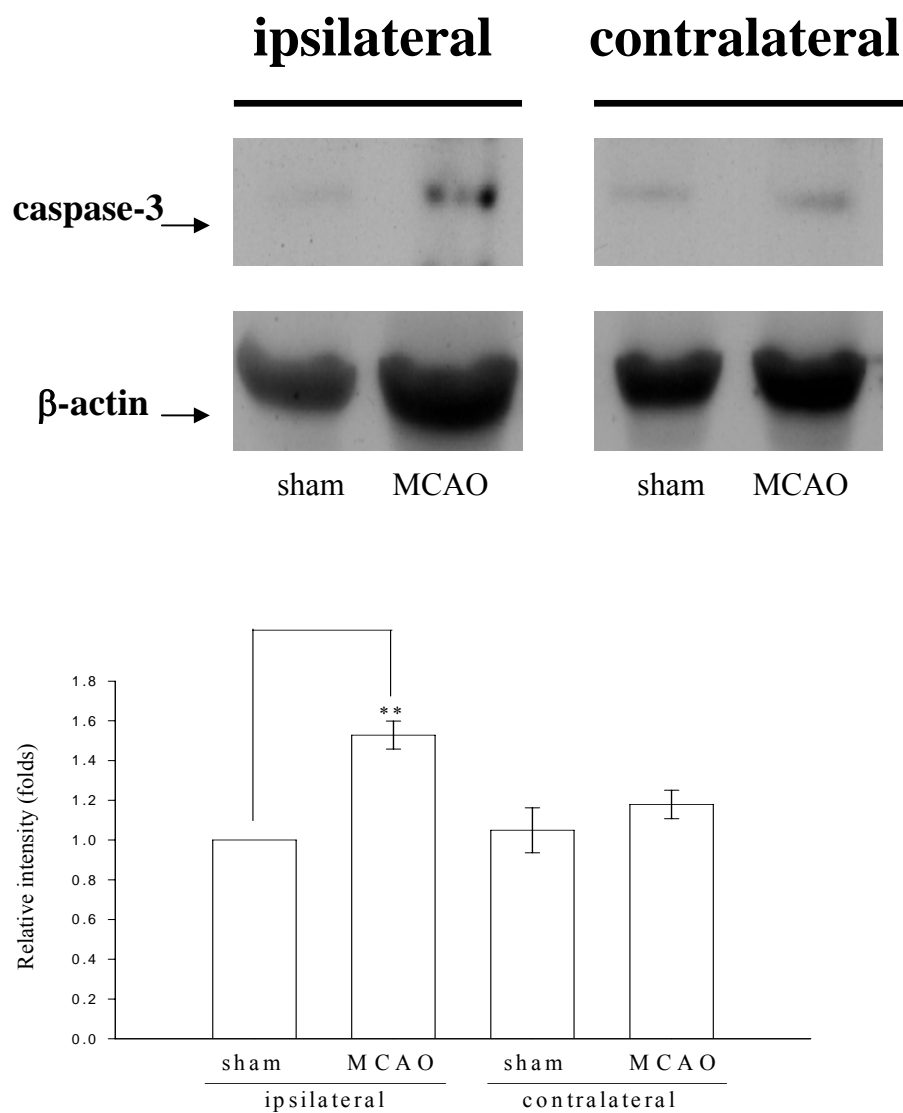 ipsilateral contralateral
caspase-3
β-actin
sham MCAO sham MCAO
1.8
**
1.6
1.4
1.2
1.0
0.8
0.6
0.4
0.2
0.0
Relative intensity (folds)
sham MCAO sham MCAO
ipsilateral contralateral